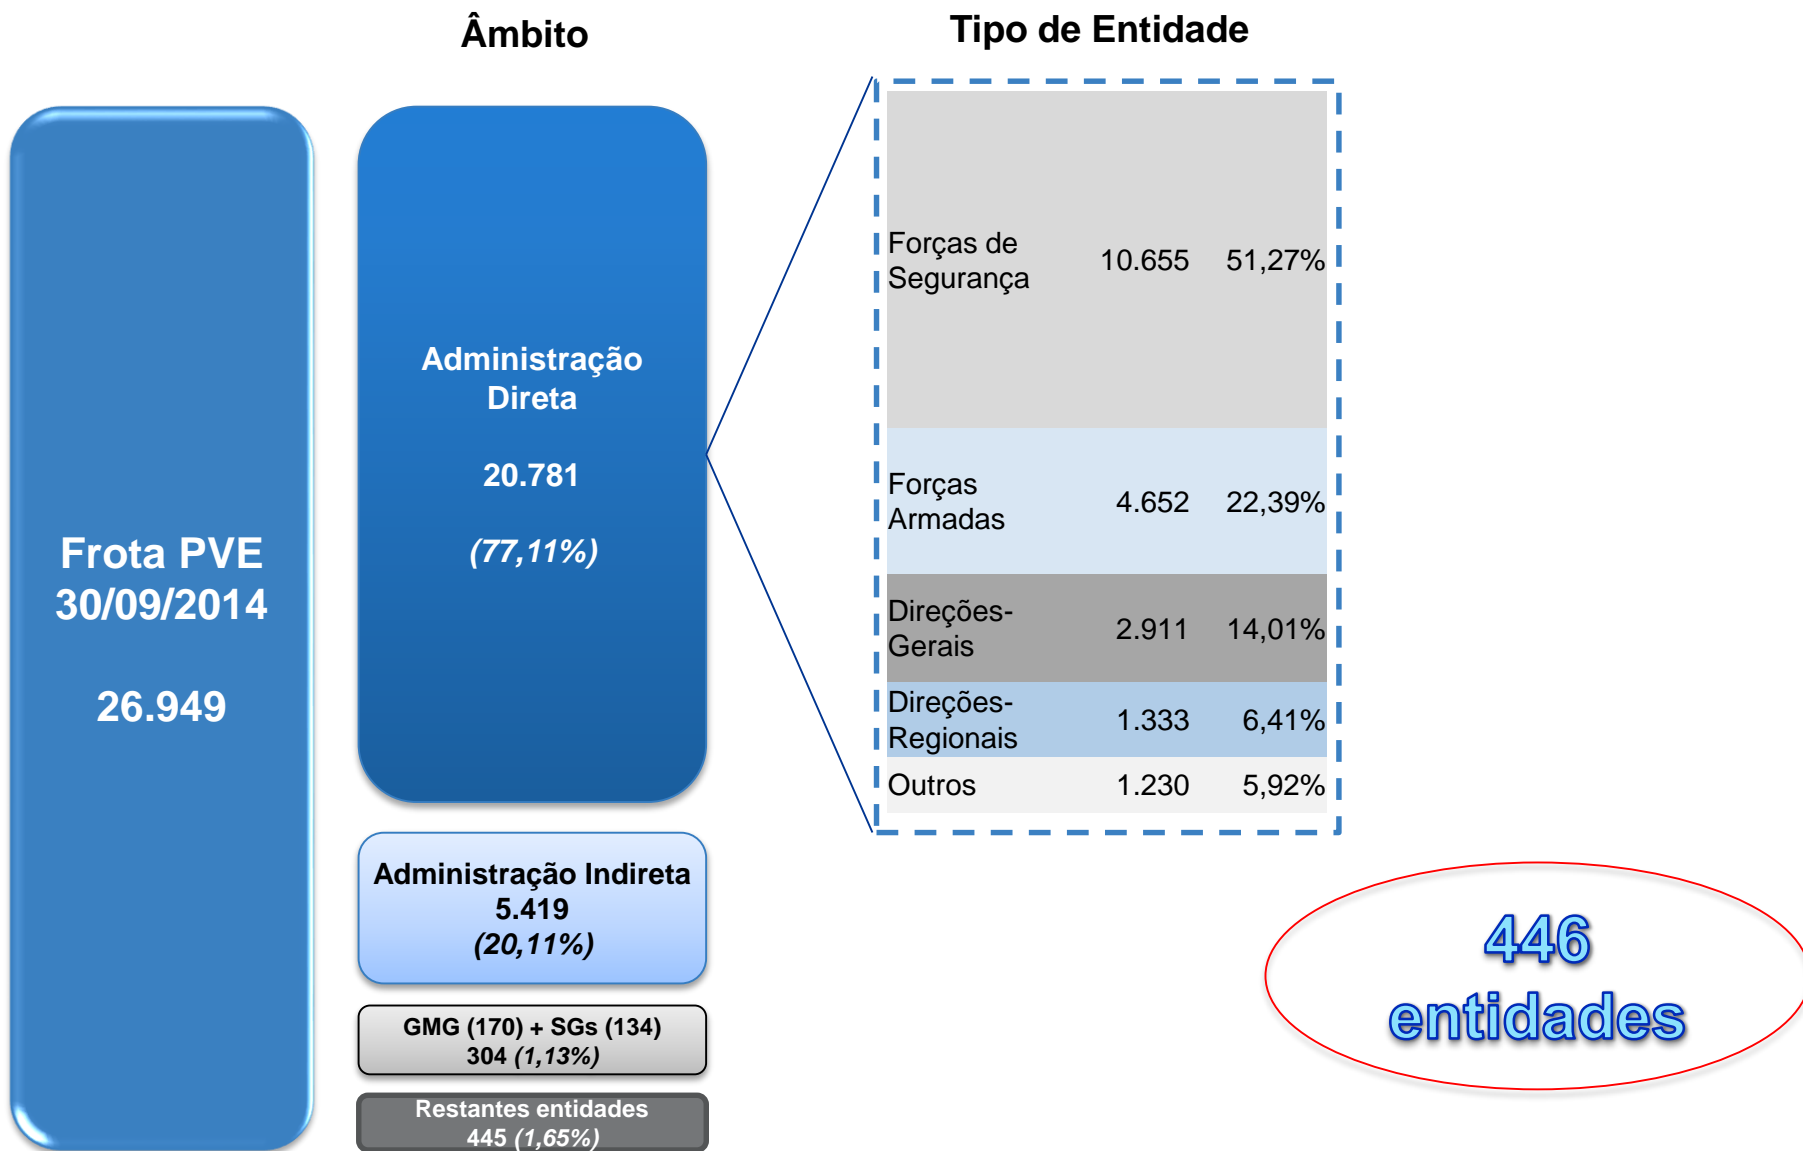 Âmbito
Tipo de Entidade
Frota PVE
30/09/2014
26.949
Administração
Direta
20.781
(77,11%)
Administração Indireta
5.419
(20,11%)
GMG (170) + SGs (134)
304 (1,13%)
Restantes entidades
445 (1,65%)
Forças de
Segurança 10.655 51,27%
Forças
Armadas 4.652 22,39%
Direções-
Gerais 2.911 14,01%
Direções-
Regionais 1.333 6,41%
Outros 1.230 5,92%
446
entidades